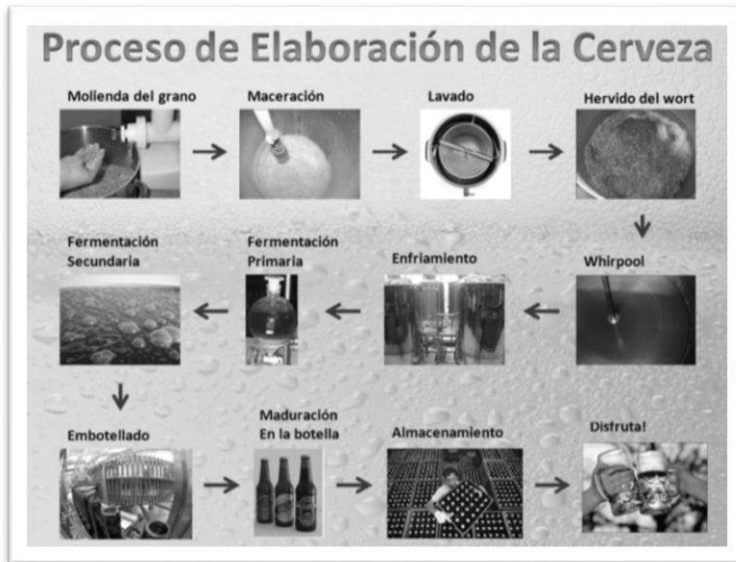 Proceso de Elaboración de la Cerveza
Molienda del grano
Maceración
Lavado
Hervido del wort
Fermentación
Secundaria
Fermentación
Primaria
Enfriamiento
Whirpool
Embotellado
Maduración
En la botella
Almacenamiento
Disfruta!